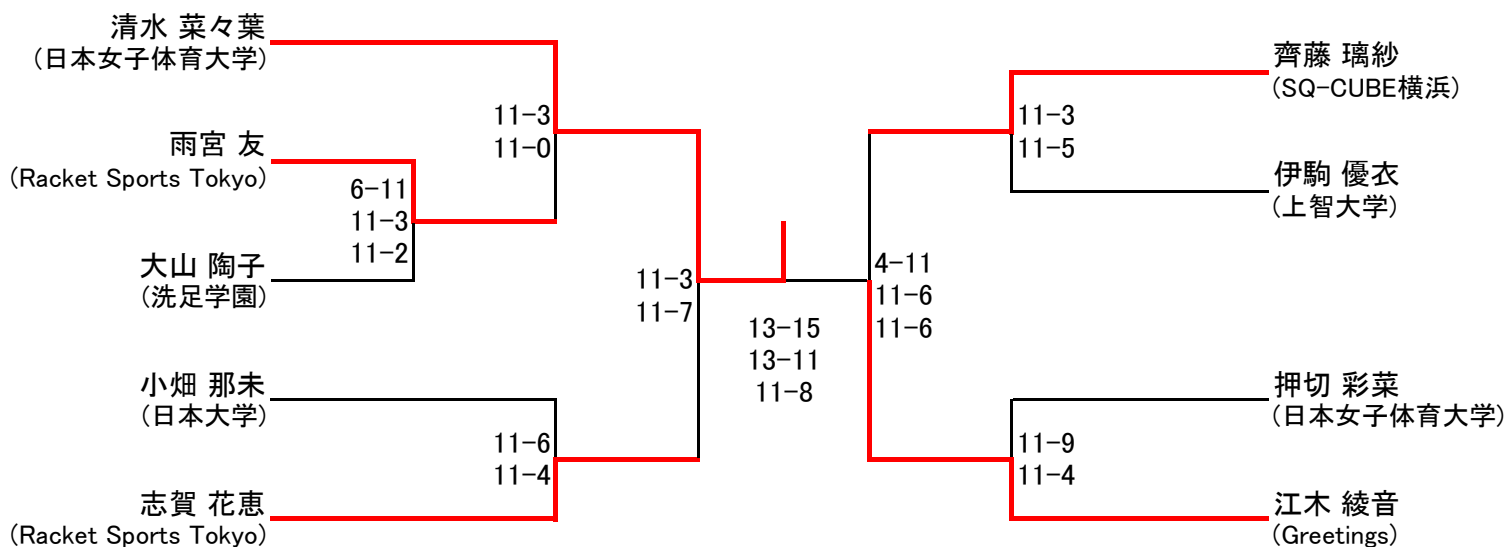 清水 菜々葉
(日本女子体育大学)
雨宮 友
(Racket Sports Tokyo)
大山 陶子
(洗足学園)
小畑 那未
(日本大学)
志賀 花恵
(Racket Sports Tokyo)
6-11
11-3
11-2
11-3
11-0
11-6
11-4
11-3
11-7
13-15
13-11
11-8
4-11
11-6
11-6
11-3
11-5
11-9
11-4
齊藤 璃紗
(SQ-CUBE横浜)
伊駒 優衣
(上智大学)
押切 彩菜
(日本女子体育大学)
江木 綾音
(Greetings)